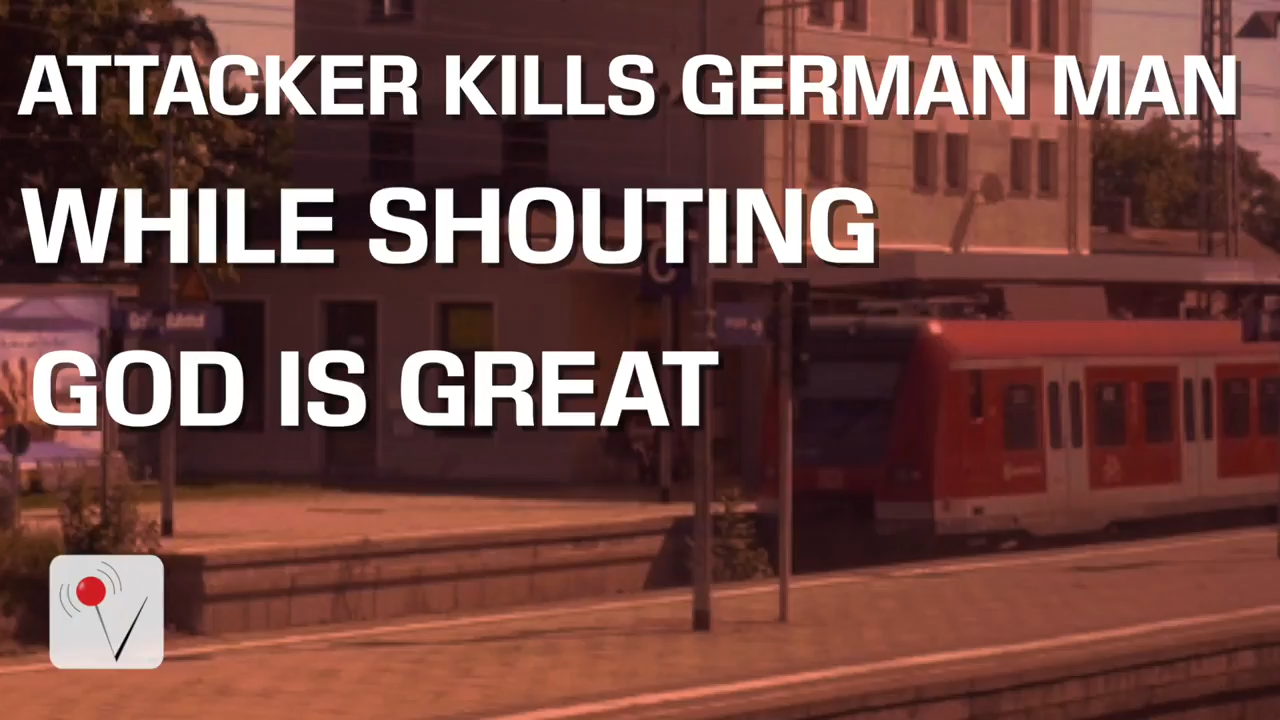 ATTACKER KILLS GERMAN MAN
WHILE SHOUTING
C
GOD IS GREAT